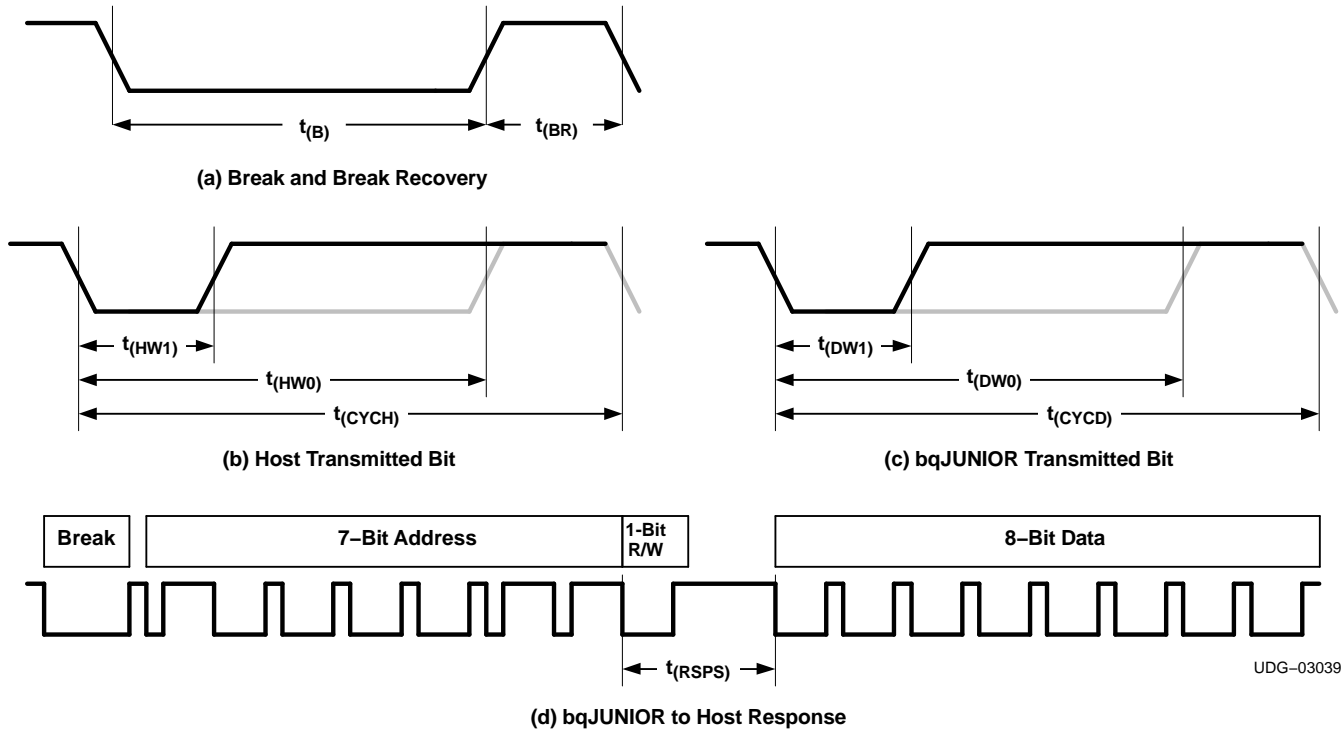 t(B)
t(BR)
(a) Break and Break Recovery
t(HW1)
t(HW0)
t(CYCH)
(b) Host Transmitted Bit
t(DW1)
t(DW0)
t(CYCD)
(c) bqJUNIOR Transmitted Bit
Break
7–Bit Address
1-Bit
R/W
8–Bit Data
t(RSPS)
UDG–03039
(d) bqJUNIOR to Host Response